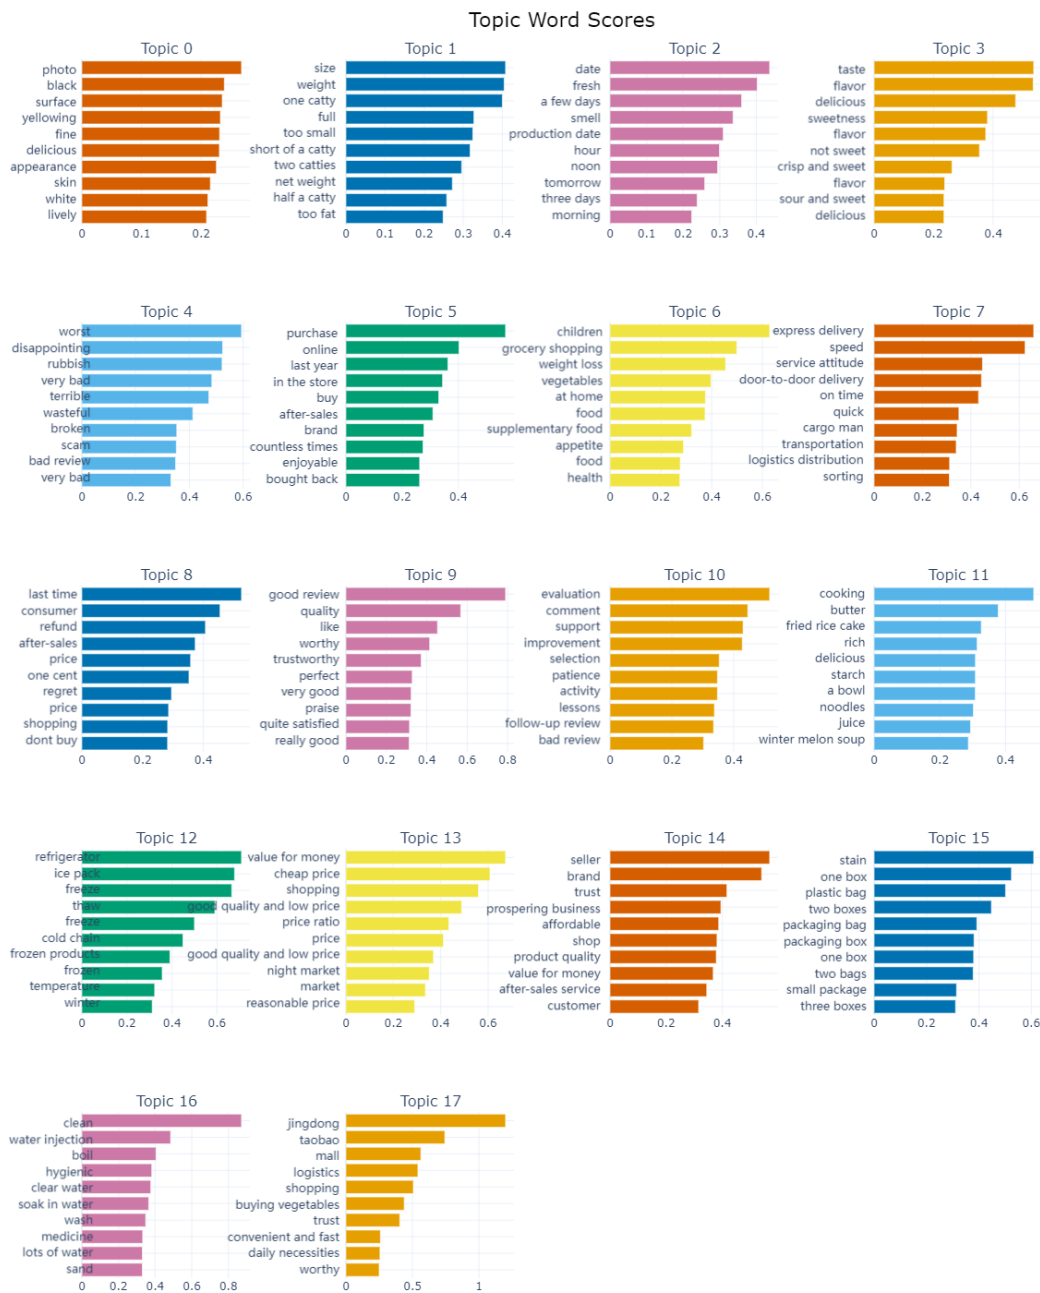 Topic Word Scores
Topic 0
photo
black
surface
yellowing
fine
delicious
appearance
skin
white
lively
0 0.1 0.2
Topic 1
size
weight
one catty
full
too small
short of a catty
two catties
net weight
half a catty
too fat
0 0.1 0.2 0.3 0.4
Topic 2
date
fresh
a few days
smell
production date
hour
noon
tomorrow
three days
morning
0 0.1 0.2 0.3 0.4
Topic 3
taste
flavor
delicious
sweetness
flavor
not sweet
crisp and sweet
flavor
sour and sweet
delicious
0 0.2 0.4
Topic 4
worst
disappointing
rubbish
very bad
terrible
wasteful
broken
scam
bad review
very bad
0 0.2 0.4 0.6
Topic 5
purchase
online
last year
in the store
buy
after-sales
brand
countless times
enjoyable
bought back
0 0.2 0.4
Topic 6
children
grocery shopping
weight loss
vegetables
at home
food
supplementary food
appetite
food
health
0 0.2 0.4 0.6
Topic 7
express delivery
speed
service attitude
door-to-door delivery
on time
quick
cargo man
transportation
logistics distribution
sorting
0 0.2 0.4 0.6
Topic 8
last time
consumer
refund
after-sales
price
one cent
regret
price
shopping
dont buy
0 0.2 0.4
Topic 9
good review
quality
like
worthy
trustworthy
perfect
very good
praise
quite satisfied
really good
0 0.2 0.4 0.6 0.8
Topic 10
evaluation
comment
support
improvement
selection
patience
activity
lessons
follow-up review
bad review
0 0.2 0.4
Topic 11
cooking
butter
fried rice cake
rich
delicious
starch
a bowl
noodles
juice
winter melon soup
0 0.2 0.4
Topic 12
refrigerator
ice pack
freeze
thaw
freeze
cold chain
frozen products
frozen
temperature
winter
0 0.2 0.4 0.6
Topic 13
value for money
cheap price
shopping
good quality and low price
price ratio
price
good quality and low price
night market
market
reasonable price
0 0.2 0.4 0.6
Topic 14
seller
brand
trust
prospering business
affordable
shop
product quality
value for money
after-sales service
customer
0 0.2 0.4
Topic 15
stain
one box
plastic bag
two boxes
packaging bag
packaging box
one box
two bags
small package
three boxes
0 0.2 0.4 0.6
Topic 16
clean
water injection
boil
hygienic
clear water
soak in water
wash
medicine
lots of water
sand
0 0.2 0.4 0.6 0.8
Topic 17
jingdong
taobao
mall
logistics
shopping
buying vegetables
trust
convenient and fast
daily necessities
worthy
0 0.5 1